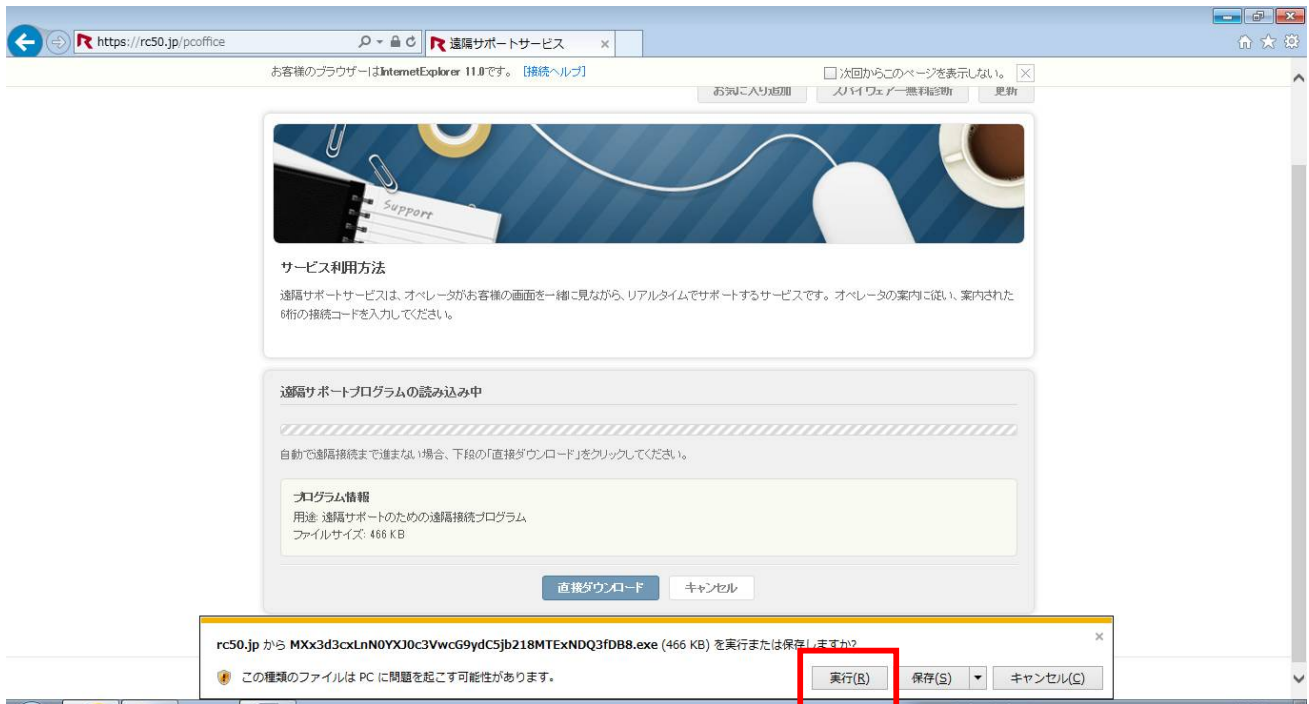 https://rc50.jp/pcoffice
遠隔サポートサービス
お客様のブラウザーはInternetExplorer 11.0です。 [接続ヘルプ]
次回からこのページを表示しない。
お気に入り追加 スパイウェアー無料診断 更新
Support
サービス利用方法
遠隔サポートサービスは、オペレータがお客様の画面を一緒に見ながら、リアルタイムでサポートするサービスです。オペレータの案内に従い、案内された
6桁の接続コードを入力してください。
遠隔サポートプログラムの読み込み中
自動で遠隔接続まで進まない場合、下段の「直接ダウンロード」をクリックしてください。
プログラム情報
用途: 遠隔サポートのための遠隔接続プログラム
ファイルサイズ: 466 KB
直接ダウンロード キャンセル
rc50.jp から MXx3d3cxLnN0YXJ0c3VwcG9ydC5jb218MTExNDQ3fDB8.exe (466 KB) を実行または保存しますか?
この種類のファイルは PC に問題を起こす可能性があります。
実行(R) 保存(S) キャンセル(C)